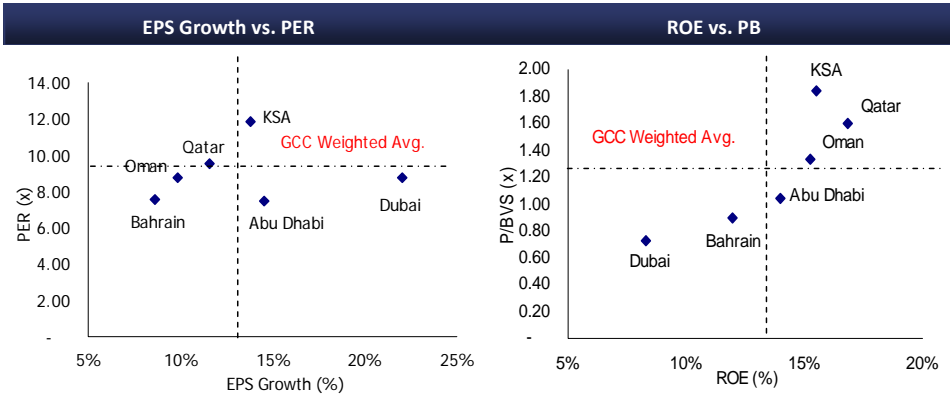 EPS Growth vs. PER
14.00
12.00
10.00
8.00
6.00
4.00
2.00
-
PER (x)
KSA
GCC Weighted Avg.
Qatar
Oman
Bahrain
Abu Dhabi
Dubai
5%
10%
15%
20%
25%
EPS Growth (%)
ROE vs. PB
2.00
1.80
1.60
1.40
1.20
1.00
0.80
0.60
0.40
0.20
-
P/BVS (x)
KSA
Qatar
GCC Weighted Avg.
Oman
Abu Dhabi
Bahrain
Dubai
5%
10%
15%
20%
ROE (%)